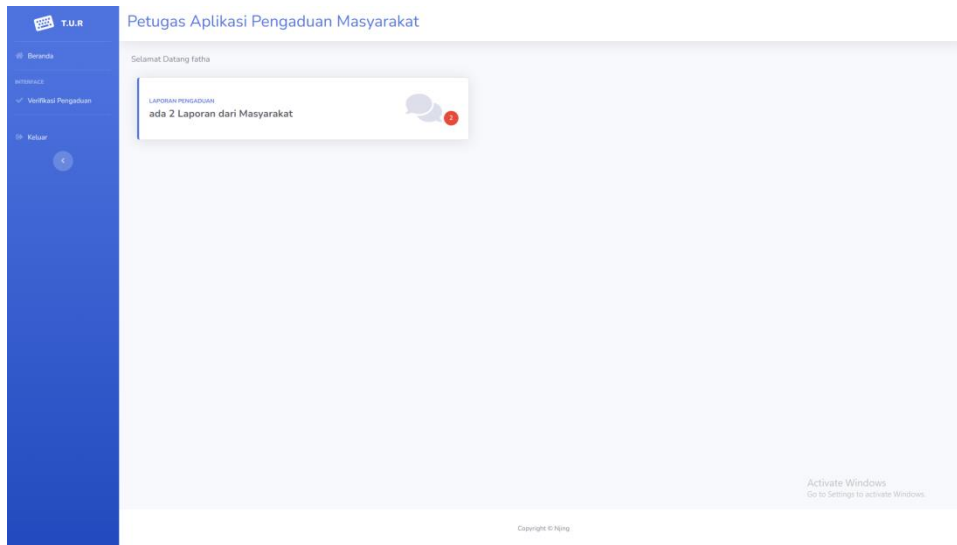 T.U.R
Petugas Aplikasi Pengaduan Masyarakat
Beranda
Selamat Datang fatha
INTERFACE
Verifikasi Pengaduan
LAPORAN PENGADUAN
ada 2 Laporan dari Masyarakat
2
Keluar
Activate Windows
Go to Settings to activate Windows.
Copyright © Njing